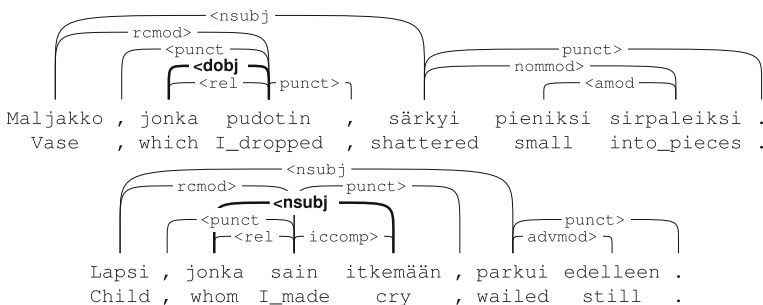 <nsubj
rcmod>
<punct punct>
<dobj nommod>
<rel punct> <amod
Maljakko , jonka pudotin , särkyi pieniksi sirpaleiksi .
Vase , which I_dropped , shattered small into_pieces .
<nsubj
rcmod> punct>
<nsubj
<punct punct>
<rel iccomp> advmod>
Lapsi , jonka sain itkemään , parkui edelleen .
Child , whom I_made cry , wailed still .